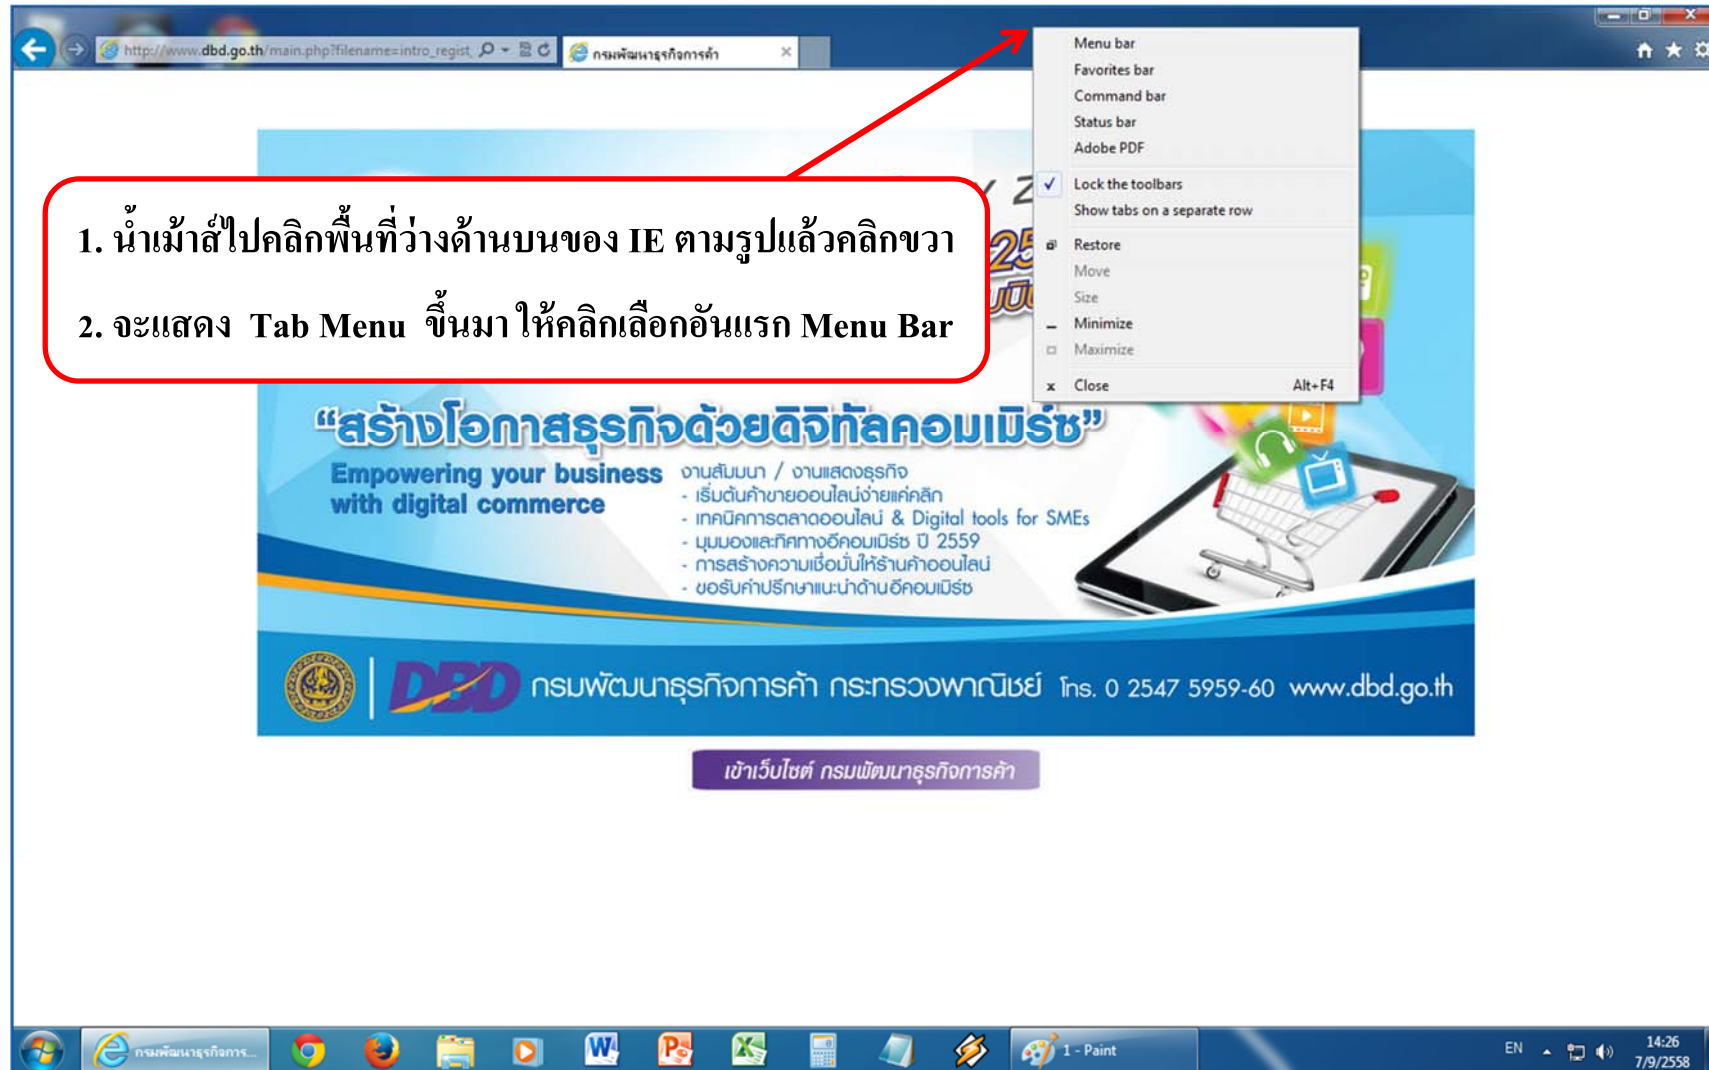 http://www.dbd.go.th/main.php?filename=intro_regist
กรมพัฒนาธุรกิจการค้า
Menu bar
Favorites bar
Command bar
Status bar
Adobe PDF
Lock the toolbars
Show tabs on a separate row
Restore
Move
Size
Minimize
Maximize
Close Alt+F4
1. นำเม้าส์ไปคลิกพื้นที่ว่างด้านบนของ IE ตามรูปแล้วคลิกขวา
2. จะแสดง Tab Menu ขึ้นมา ให้คลิกเลือกอันแรก Menu Bar
“สร้างโอกาสธุรกิจด้วยดิจิทัลคอมเมิร์ซ”
Empowering your business
with digital commerce
งานสัมมนา / งานแสดงธุรกิจ
- เริ่มต้นค้าขายออนไลน์ง่ายแค่คลิก
- เทคนิคการตลาดออนไลน์ & Digital tools for SMEs
- มุมมองและทิศทางอีคอมเมิร์ซ ปี 2559
- การสร้างความเชื่อมั่นให้ร้านค้าออนไลน์
- ขอรับคำปรึกษาแนะนำด้านอีคอมเมิร์ซ
DBD กรมพัฒนาธุรกิจการค้า กระทรวงพาณิชย์ โทร. 0 2547 5959-60 www.dbd.go.th
เข้าเว็บไซต์ กรมพัฒนาธุรกิจการค้า
กรมพัฒนาธุรกิจการ...
1 - Paint
EN
14:26
7/9/2558